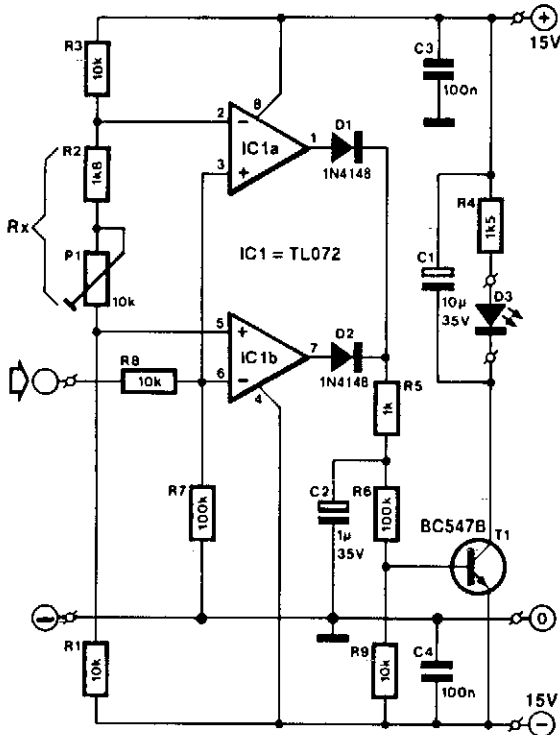 R3
10k
R2
1k8
Rx
P1
10k
2
−
8
IC1a
1
3
+
D1
1N4148
IC1 = TL072
C3
100n
+
15V
R4
1k5
C1
10μ
35V
D3
5
+
IC1b
7
6
−
4
D2
1N4148
R8
10k
R5
1k
R7
100k
C2
1μ
35V
R6
100k
BC547B
T1
0
R1
10k
R9
10k
C4
100n
15V
−